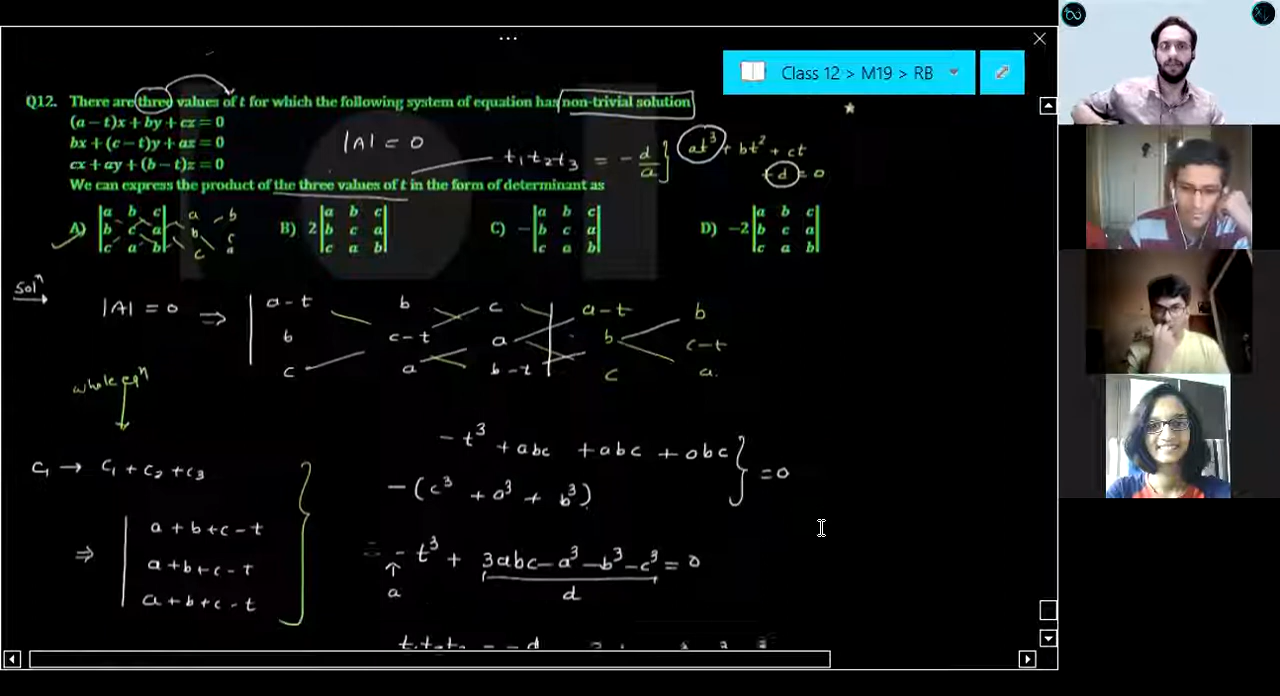 Class 12 > M19 > RB
Q12. There are three values of t for which the following system of equation has non-trivial solution
(a − t)x + by + cz = 0
bx + (c − t)y + az = 0
cx + ay + (b − t)z = 0
|A| = 0
t₁t₂t₃ = - d/a
at³ + bt² + ct
+ d = 0
We can express the product of the three values of t in the form of determinant as
A) |a b c| a b B) 2 |a b c| C) − |a b c| D) −2 |a b c|
|b c a| b c |b c a| |b c a| |b c a|
|c a b| c a |c a b| |c a b| |c a b|
Solⁿ
|A| = 0 ⇒ | a-t b c | a-t b
b c-t a b c-t
c a b-t c a.
whole eqⁿ
- t³ + abc + abc + abc
- (c³ + a³ + b³)
= 0
C₁ → C₁ + C₂ + C₃
⇒ | a + b + c - t
a + b + c - t
a + b + c - t
= - t³ + 3abc - a³ - b³ - c³ = 0
a
d